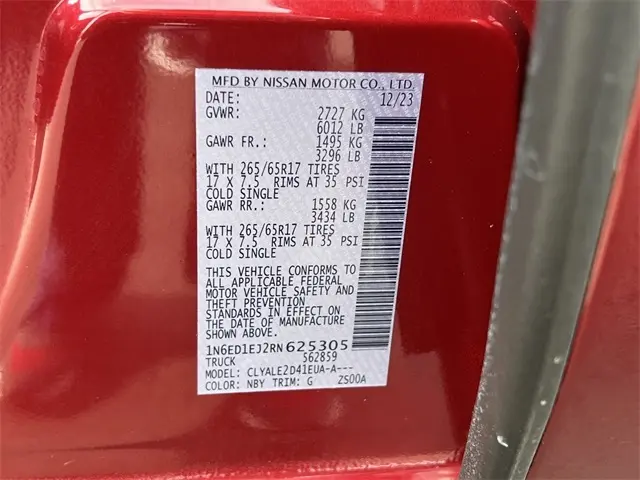 MFD BY NISSAN MOTOR CO., LTD.
DATE: 12/23
GVWR: 2727 KG
6012 LB
GAWR FR.: 1495 KG
3296 LB
WITH 265/65R17 TIRES
17 X 7.5 RIMS AT 35 PSI
COLD SINGLE
GAWR RR.: 1558 KG
3434 LB
WITH 265/65R17 TIRES
17 X 7.5 RIMS AT 35 PSI
COLD SINGLE
THIS VEHICLE CONFORMS TO
ALL APPLICABLE FEDERAL
MOTOR VEHICLE SAFETY AND
THEFT PREVENTION
STANDARDS IN EFFECT ON
THE DATE OF MANUFACTURE
SHOWN ABOVE.
1N6ED1EJ2RN625305
TRUCK S62859
MODEL: CLYALE2D41EUA-A---
COLOR: NBY TRIM: G ZS00A